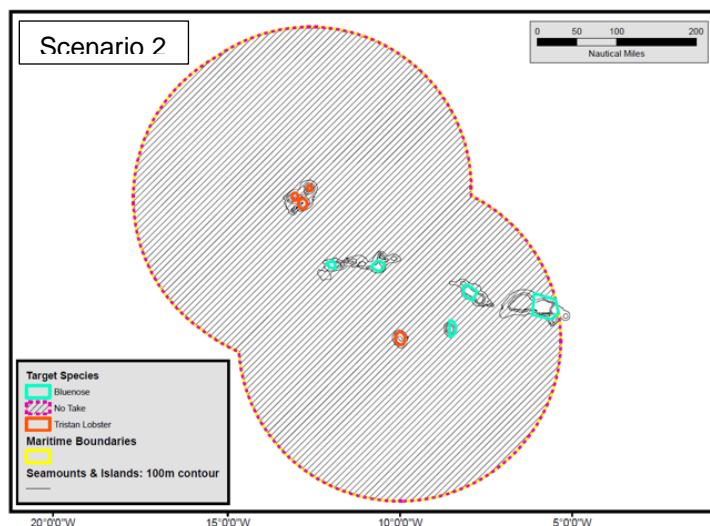 Scenario 2
0 50 100 200
Nautical Miles
Target Species
Bluenose
No Take
Tristan Lobster
Maritime Boundaries
Seamounts & Islands: 100m contour
20°0'0"W 15°0'0"W 10°0'0"W 5°0'0"W